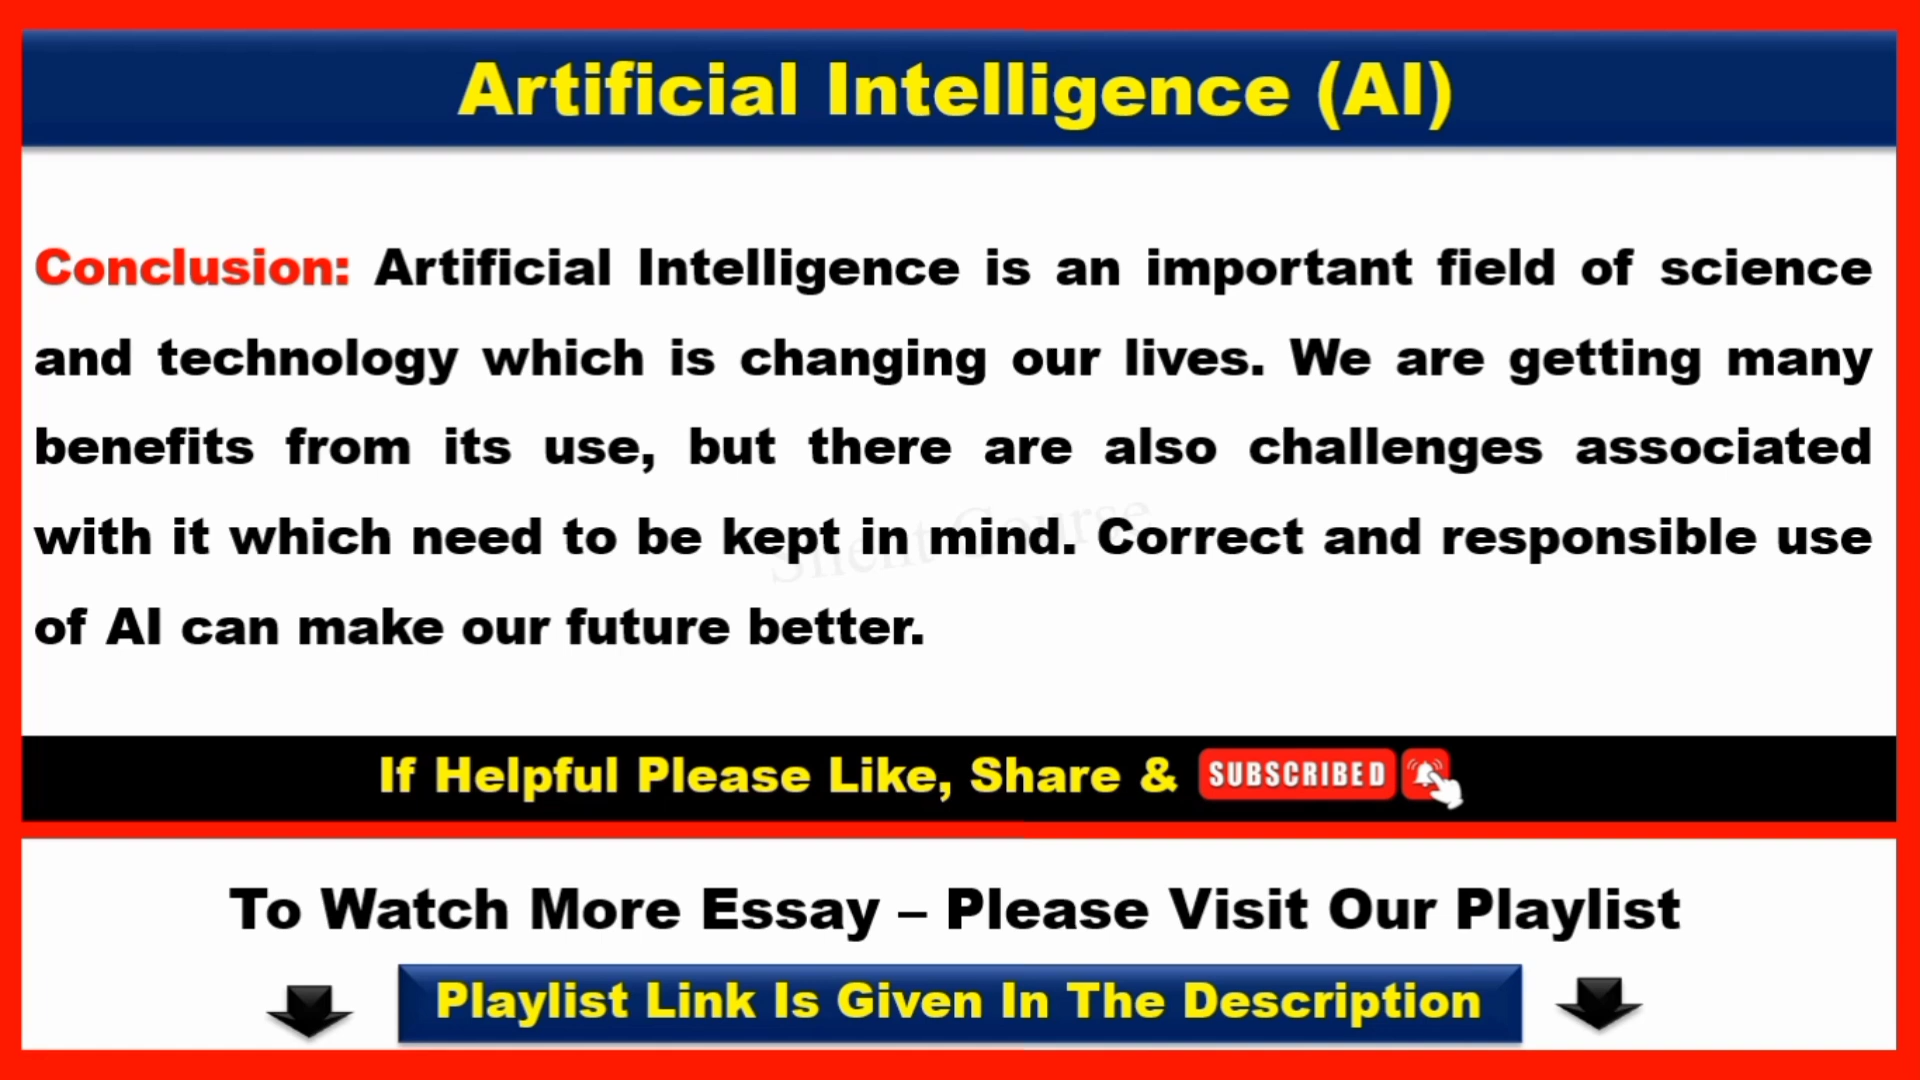 Artificial Intelligence (AI)
Conclusion: Artificial Intelligence is an important field of science
and technology which is changing our lives. We are getting many
benefits from its use, but there are also challenges associated
with it which need to be kept in mind. Correct and responsible use
of AI can make our future better.
If Helpful Please Like, Share & SUBSCRIBED
To Watch More Essay – Please Visit Our Playlist
Playlist Link Is Given In The Description